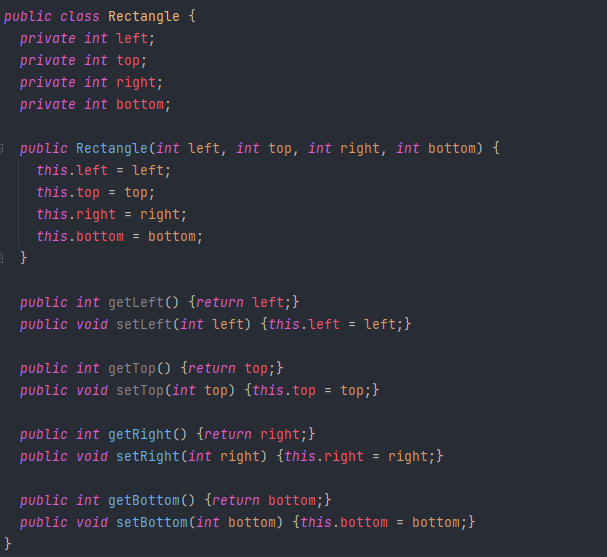 public class Rectangle {
  private int left;
  private int top;
  private int right;
  private int bottom;

  public Rectangle(int left, int top, int right, int bottom) {
    this.left = left;
    this.top = top;
    this.right = right;
    this.bottom = bottom;
  }

  public int getLeft() {return left;}
  public void setLeft(int left) {this.left = left;}

  public int getTop() {return top;}
  public void setTop(int top) {this.top = top;}

  public int getRight() {return right;}
  public void setRight(int right) {this.right = right;}

  public int getBottom() {return bottom;}
  public void setBottom(int bottom) {this.bottom = bottom;}
}